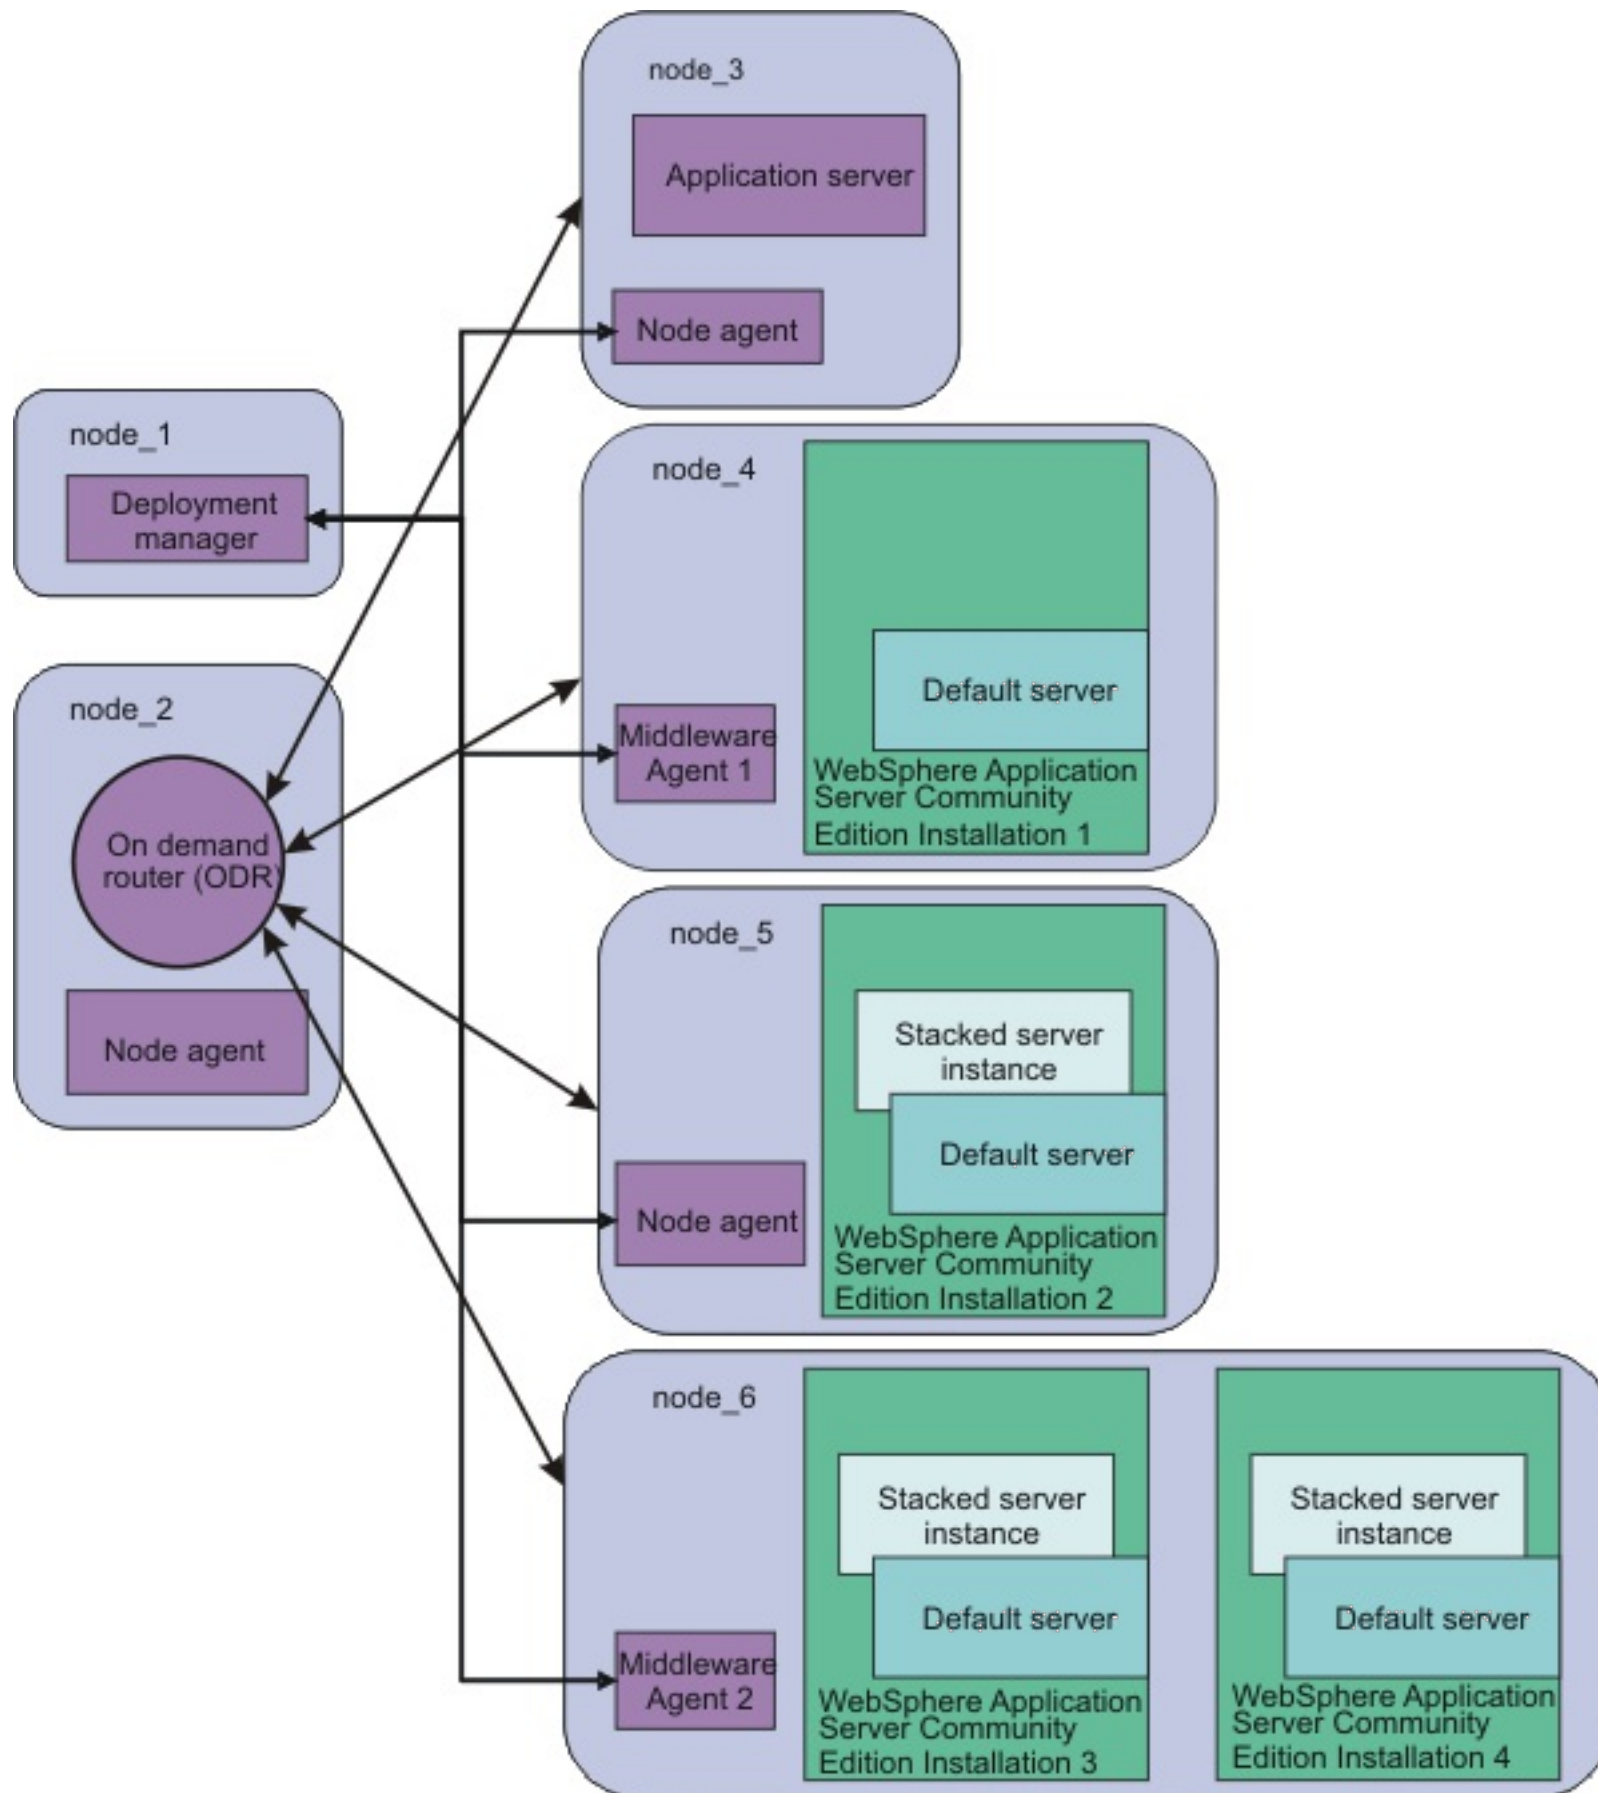 node_3
Application server
Node agent
node_1
Deployment
manager
node_2
On demand
router (ODR)
Node agent
node_4
Default server
Middleware
Agent 1
WebSphere Application
Server Community
Edition Installation 1
node_5
Stacked server
instance
Default server
Node agent
WebSphere Application
Server Community
Edition Installation 2
node_6
Stacked server
instance
Default server
Middleware
Agent 2
WebSphere Application
Server Community
Edition Installation 3
Stacked server
instance
Default server
WebSphere Application
Server Community
Edition Installation 4